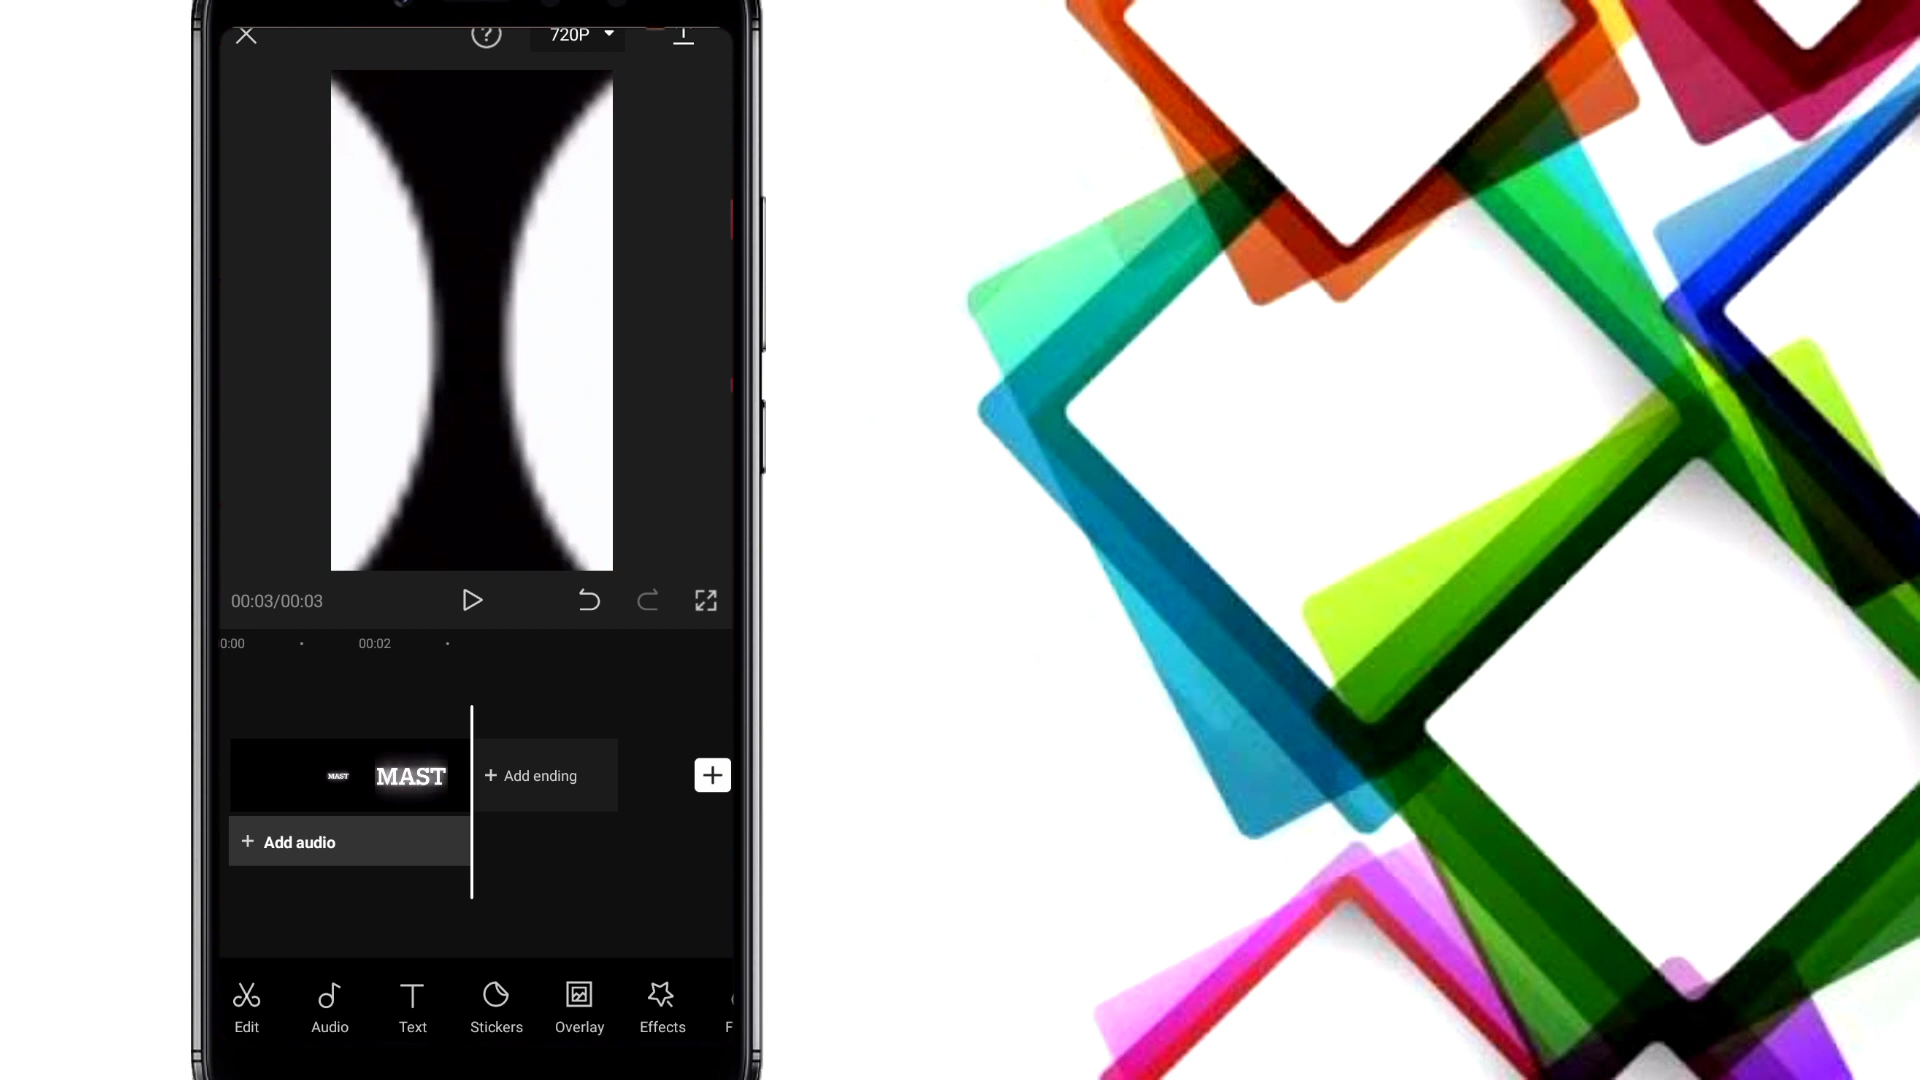 720P
00:03/00:03
00:00
00:02
MAST
MAST
+ Add ending
+ Add audio
Edit
Audio
Text
Stickers
Overlay
Effects
F